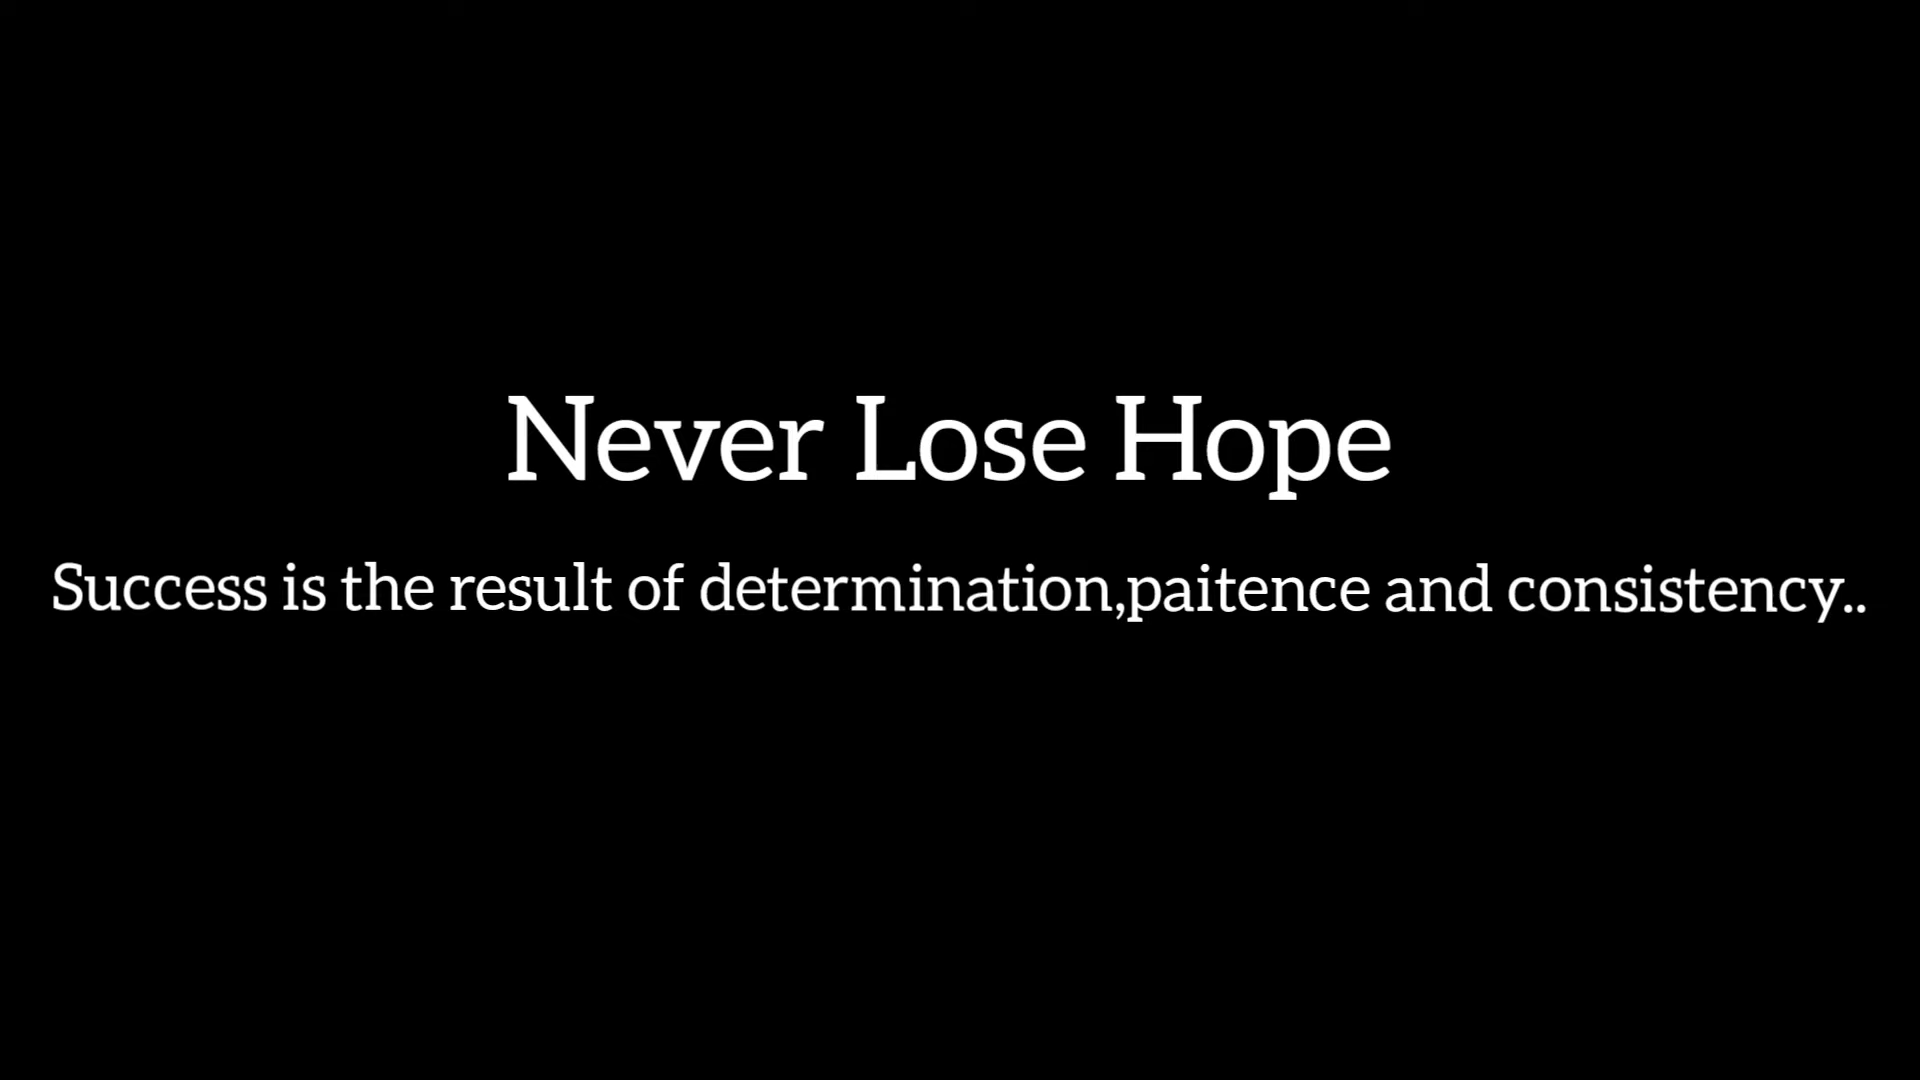 Never Lose Hope
Success is the result of determination,paitence and consistency..